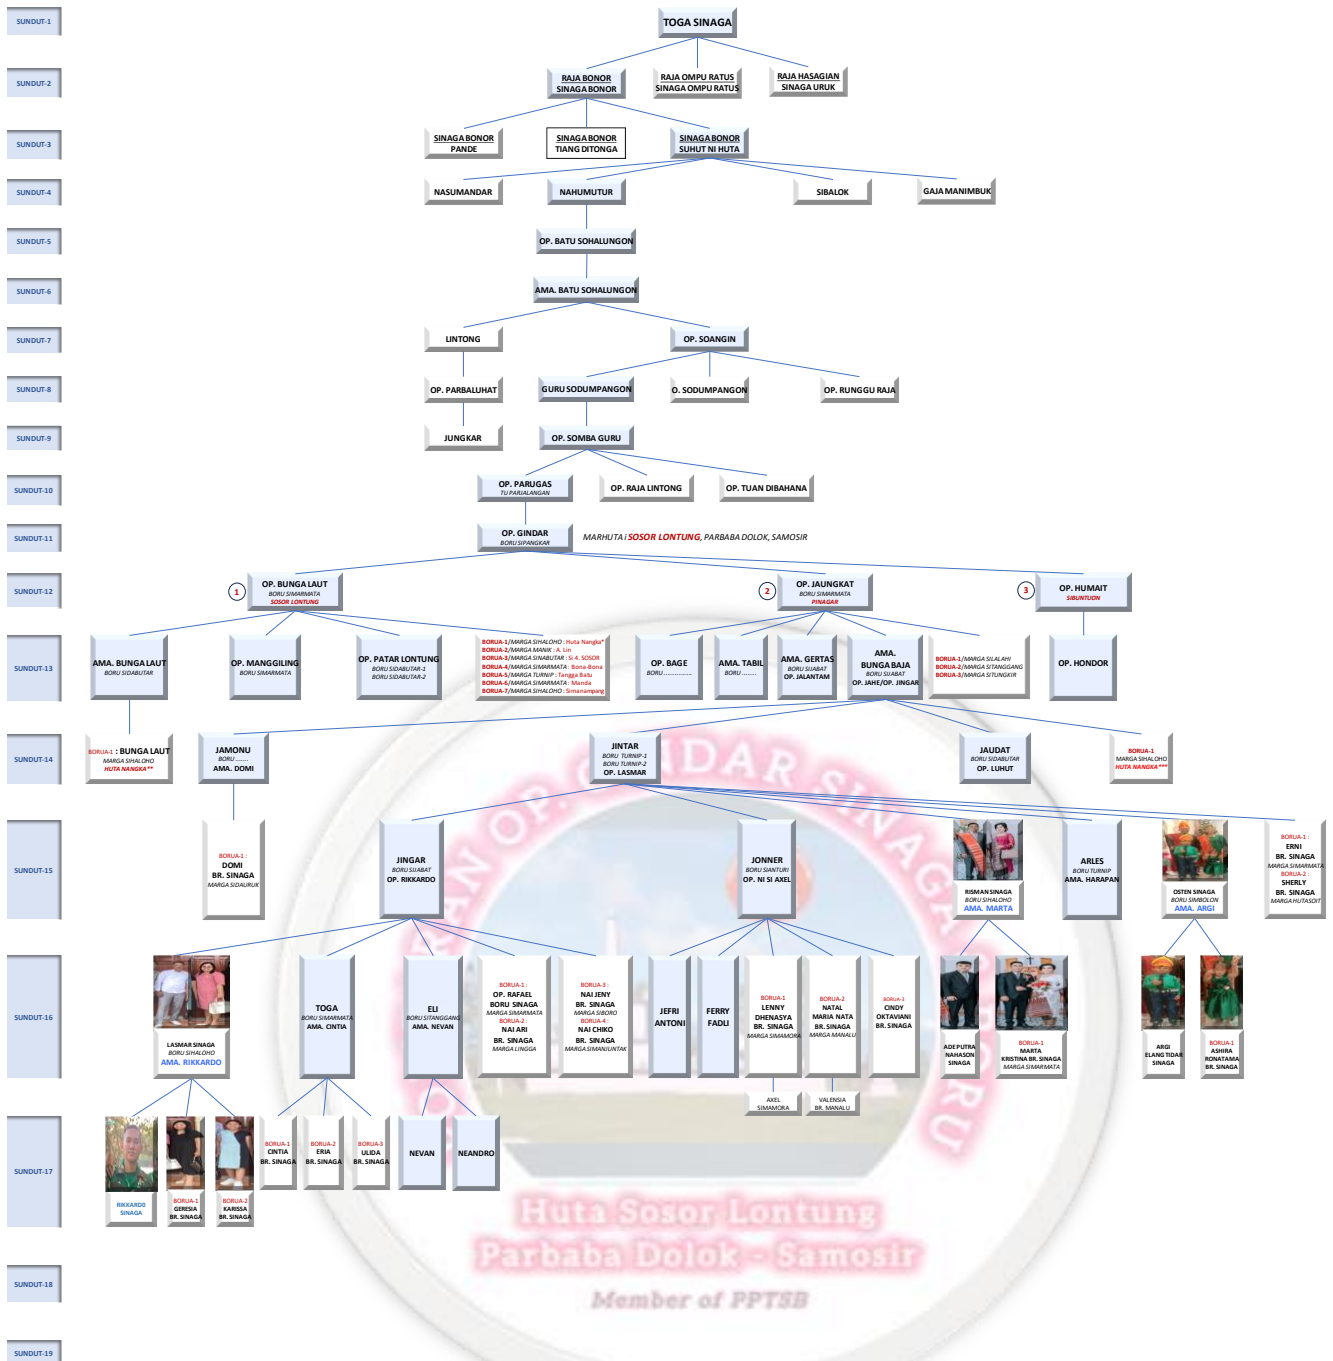 SUNDUT-1
TOGA SINAGA
SUNDUT-2
RAJA BONOR
SINAGA BONOR
RAJA OMPU RATUS
SINAGA OMPU RATUS
RAJA HASAGIAN
SINAGA URUK
SUNDUT-3
SINAGA BONOR
PANDE
SINAGA BONOR
TIANG DITONGA
SINAGA BONOR
SUHUT NI HUTA
SUNDUT-4
NASUMANDAR
NAHUMUTUR
SIBALOK
GAJA MANIMBUK
SUNDUT-5
OP. BATU SOHALUNGON
SUNDUT-6
AMA. BATU SOHALUNGON
SUNDUT-7
LINTONG
OP. SOANGIN
SUNDUT-8
OP. PARBALUHAT
GURU SODUMPANGON
O. SODUMPANGON
OP. RUNGGU RAJA
SUNDUT-9
JUNGKAR
OP. SOMBA GURU
SUNDUT-10
OP. PARUGAS
TU PARJALANGAN
OP. RAJA LINTONG
OP. TUAN DIBAHANA
SUNDUT-11
OP. GINDAR
BORU SIPANGKAR
MARHUTA i SOSOR LONTUNG, PARBABA DOLOK, SAMOSIR
SUNDUT-12
1
OP. BUNGA LAUT
BORU SIMARMATA
SOSOR LONTUNG
2
OP. JAUNGKAT
BORU SIMARMATA
PINAGAR
3
OP. HUMAIT
SIBUNTUON
SUNDUT-13
AMA. BUNGA LAUT
BORU SIDABUTAR
OP. MANGGILING
BORU SIMARMATA
OP. PATAR LONTUNG
BORU SIDABUTAR-1
BORU SIDABUTAR-2
BORUA-1/MARGA SIHALOHO : Huta Nangka*
BORUA-2/MARGA MANIK : A. Lin
BORUA-3/MARGA SINABUTAR : Si 4. SOSOR
BORUA-4/MARGA SIMARMATA : Bona-Bona
BORUA-5/MARGA TURNIP : Tangga Batu
BORUA-6/MARGA SIMARMATA : Manda
BORUA-7/MARGA SIHALOHO : Simanampang
OP. BAGE
BORU ................
AMA. TABIL
BORU ........
AMA. GERTAS
BORU SIJABAT
OP. JALANTAM
AMA.
BUNGA BAJA
BORU SIJABAT
OP. JAHE/OP. JINGAR
BORUA-1/MARGA SILALAHI
BORUA-2/MARGA SITANGGANG
BORUA-3/MARGA SITUNGKIR
OP. HONDOR
SUNDUT-14
BORUA-1 : BUNGA LAUT
MARGA SIHALOHO
HUTA NANGKA**
JAMONU
BORU .......
AMA. DOMI
JINTAR
BORU TURNIP-1
BORU TURNIP-2
OP. LASMAR
JAUDAT
BORU SIDABUTAR
OP. LUHUT
BORUA-1
MARGA SIHALOHO
HUTA NANGKA***
SUNDUT-15
BORUA-1 :
DOMI
BR. SINAGA
MARGA SIDAURUK
JINGAR
BORU SIJABAT
OP. RIKKARDO
JONNER
BORU SIANTURI
OP. NI SI AXEL
RISMAN SINAGA
BORU SIHALOHO
AMA. MARTA
ARLES
BORU TURNIP
AMA. HARAPAN
OSTEN SINAGA
BORU SIMBOLON
AMA. ARGI
BORUA-1 :
ERNI
BR. SINAGA
MARGA SIMARMATA
BORUA-2 :
SHERLY
BR. SINAGA
MARGA HUTASOIT
SUNDUT-16
LASMAR SINAGA
BORU SIHALOHO
AMA. RIKKARDO
TOGA
BORU SIMARMATA
AMA. CINTIA
ELI
BORU SITANGGANG
AMA. NEVAN
BORUA-1 :
OP. RAFAEL
BORU SINAGA
MARGA SIMARMATA
BORUA-2 :
NAI ARI
BR. SINAGA
MARGA LINGGA
BORUA-3 :
NAI JENY
BR. SINAGA
MARGA SIBORO
BORUA-4 :
NAI CHIKO
BR. SINAGA
MARGA SIMANJUNTAK
JEFRI
ANTONI
FERRY
FADLI
BORUA-1
LENNY
DHENASYA
BR. SINAGA
MARGA SIMAMORA
BORUA-2
NATAL
MARIA NATA
BR. SINAGA
MARGA MANALU
BORUA-3
CINDY
OKTAVIANI
BR. SINAGA
ADE PUTRA
NAHASON
SINAGA
BORUA-1
MARTA
KRISTINA BR. SINAGA
MARGA SIMARMATA
ARGI
ELANG TIDAR
SINAGA
BORUA-1
ASHIRA
RONATAMA
BR. SINAGA
AXEL
SIMAMORA
VALENSIA
BR. MANALU
SUNDUT-17
RIKKARDO
SINAGA
BORUA-1
GERESIA
BR. SINAGA
BORUA-2
KARISSA
BR. SINAGA
BORUA-1
CINTIA
BR. SINAGA
BORUA-2
ERIA
BR. SINAGA
BORUA-3
ULIDA
BR. SINAGA
NEVAN
NEANDRO
Huta Sosor Lontung
Parbaba Dolok - Samosir
SUNDUT-18
Member of PPTSB
SUNDUT-19